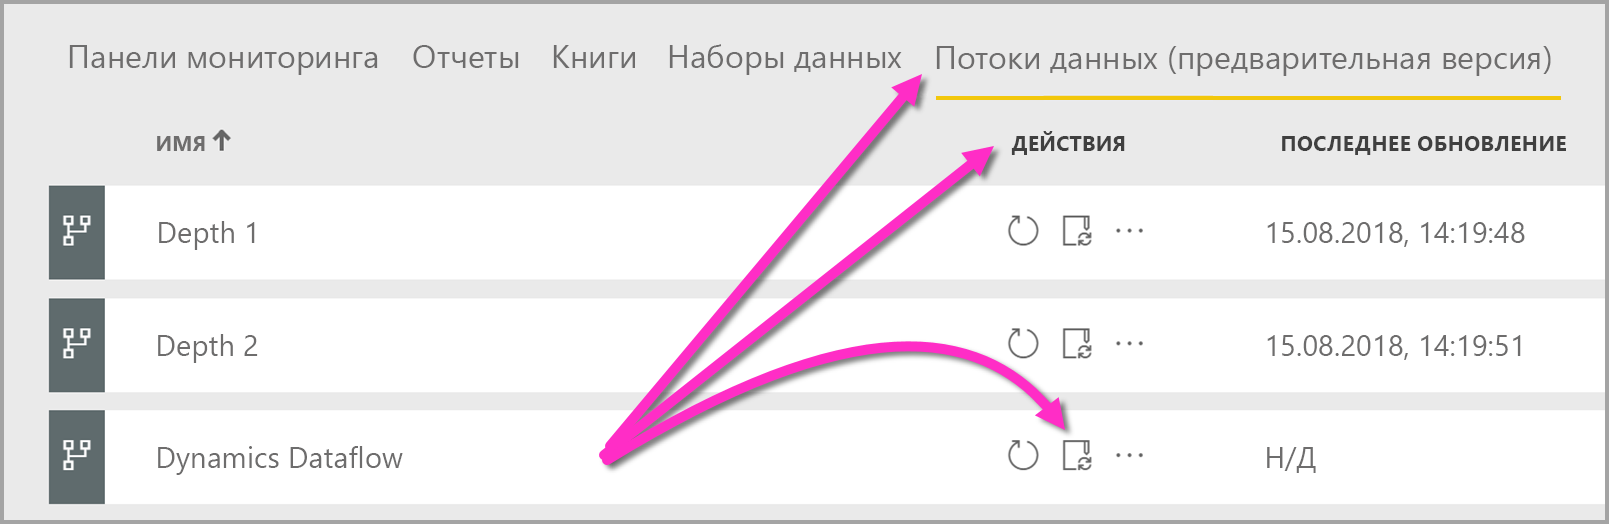 Панели мониторинга Отчеты Книги Наборы данных Потоки данных (предварительная версия)
ИМЯ ДЕЙСТВИЯ ПОСЛЕДНЕЕ ОБНОВЛЕНИЕ
Depth 1 15.08.2018, 14:19:48
Depth 2 15.08.2018, 14:19:51
Dynamics Dataflow Н/Д